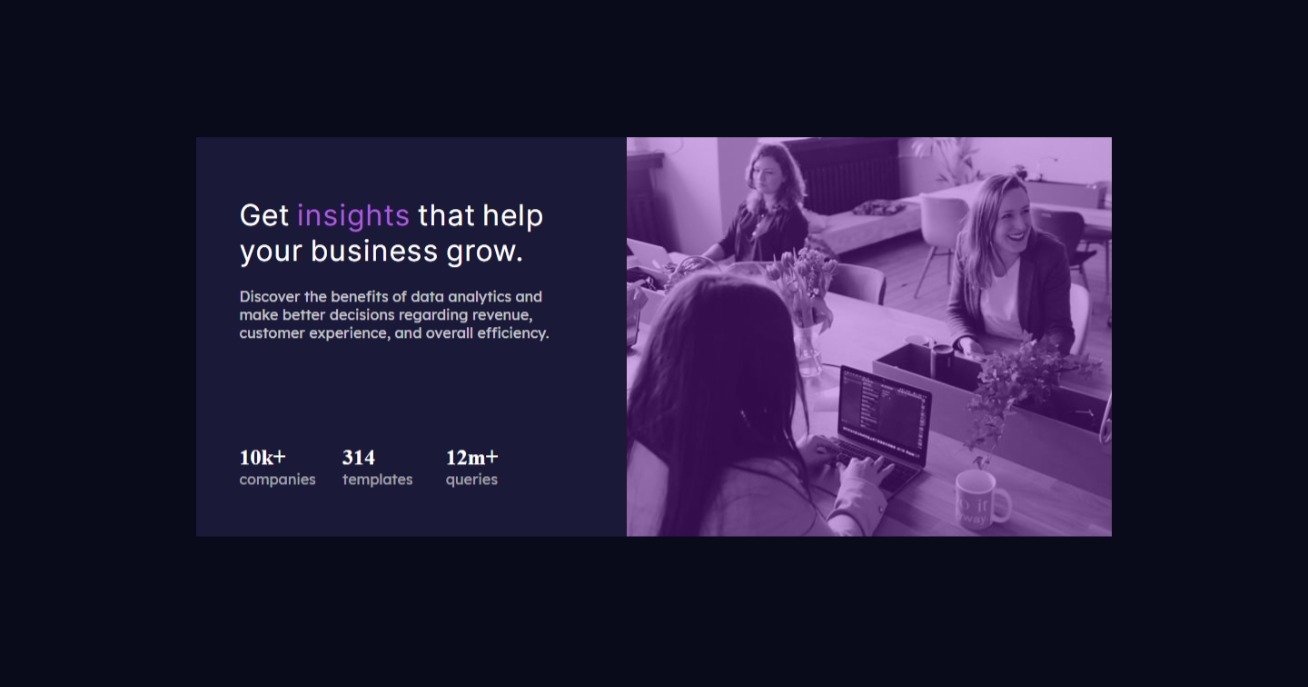 Get insights that help
your business grow.
Discover the benefits of data analytics and
make better decisions regarding revenue,
customer experience, and overall efficiency.
10k+ 314 12m+
companies templates queries